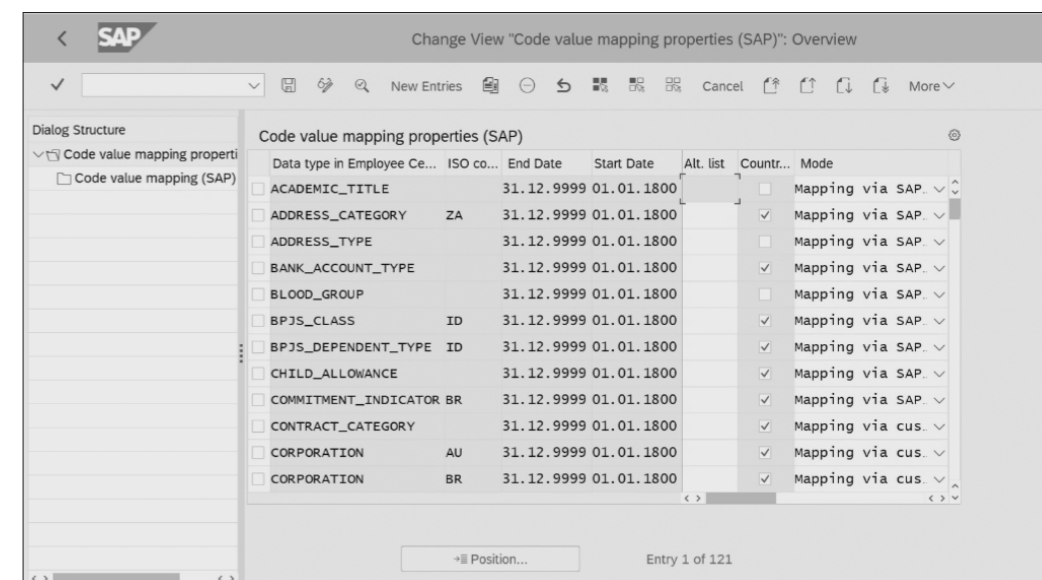 SAP
Change View "Code value mapping properties (SAP)": Overview
New Entries Cancel More
Dialog Structure
Code value mapping properti
Code value mapping (SAP)
Code value mapping properties (SAP)
Data type in Employee Ce... ISO co... End Date Start Date Alt. list Countr... Mode
ACADEMIC_TITLE 31.12.9999 01.01.1800 Mapping via SAP…
ADDRESS_CATEGORY ZA 31.12.9999 01.01.1800 Mapping via SAP…
ADDRESS_TYPE 31.12.9999 01.01.1800 Mapping via SAP…
BANK_ACCOUNT_TYPE 31.12.9999 01.01.1800 Mapping via SAP…
BLOOD_GROUP 31.12.9999 01.01.1800 Mapping via SAP…
BPJS_CLASS ID 31.12.9999 01.01.1800 Mapping via SAP…
BPJS_DEPENDENT_TYPE ID 31.12.9999 01.01.1800 Mapping via SAP…
CHILD_ALLOWANCE 31.12.9999 01.01.1800 Mapping via SAP…
COMMITMENT_INDICATOR BR 31.12.9999 01.01.1800 Mapping via SAP…
CONTRACT_CATEGORY 31.12.9999 01.01.1800 Mapping via cus…
CORPORATION AU 31.12.9999 01.01.1800 Mapping via cus…
CORPORATION BR 31.12.9999 01.01.1800 Mapping via cus…
Position... Entry 1 of 121